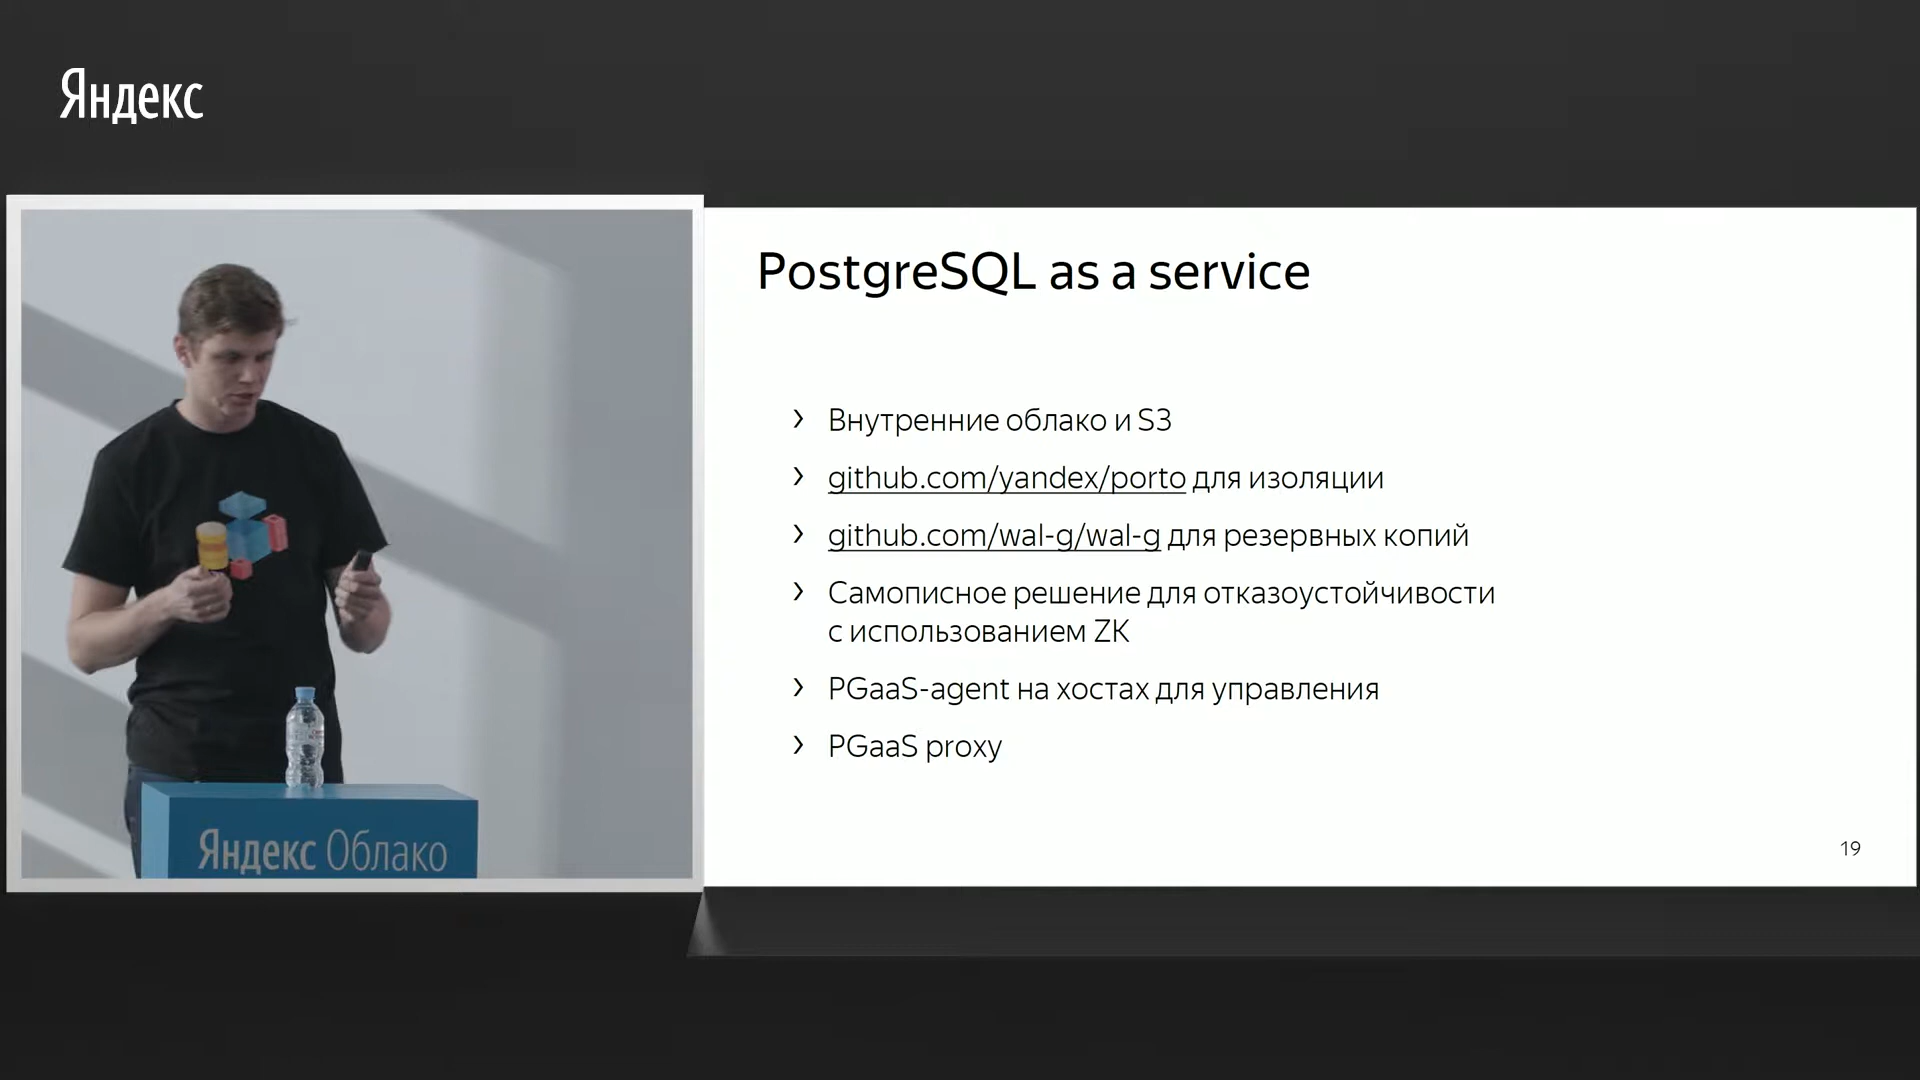 Яндекс
PostgreSQL as a service
› Внутренние облако и S3
› github.com/yandex/porto для изоляции
› github.com/wal-g/wal-g для резервных копий
› Самописное решение для отказоустойчивости
с использованием ZK
› PGaaS-agent на хостах для управления
› PGaaS proxy
19
Яндекс Облако